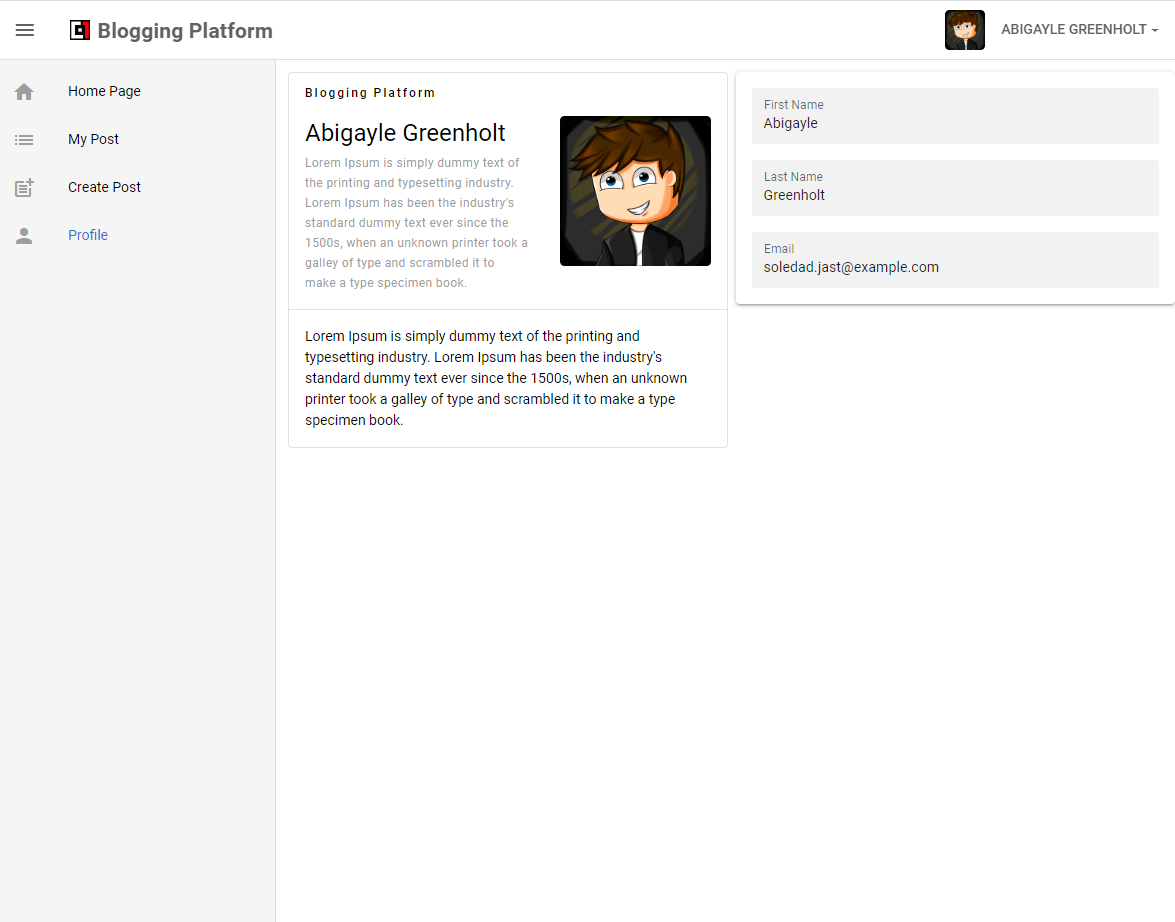 Blogging Platform
ABIGAYLE GREENHOLT
Home Page
My Post
Create Post
Profile
Blogging Platform
Abigayle Greenholt
Lorem Ipsum is simply dummy text of
the printing and typesetting industry.
Lorem Ipsum has been the industry's
standard dummy text ever since the
1500s, when an unknown printer took a
galley of type and scrambled it to
make a type specimen book.
Lorem Ipsum is simply dummy text of the printing and
typesetting industry. Lorem Ipsum has been the industry's
standard dummy text ever since the 1500s, when an unknown
printer took a galley of type and scrambled it to make a type
specimen book.
First Name
Abigayle
Last Name
Greenholt
Email
soledad.jast@example.com